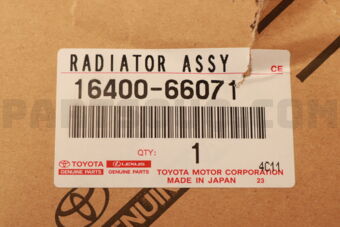 RADIATOR ASSY
CE
16400-66071
QTY: 1
TOYOTA LEXUS
GENUINE PARTS GENUINE PARTS
TOYOTA MOTOR CORPORATION
MADE IN JAPAN 23
4C11
GENUINE